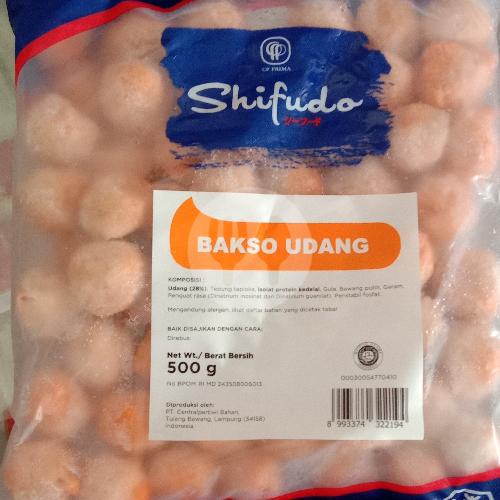 CP PRIMA
Shifudo
シーフード
BAKSO UDANG
KOMPOSISI :
Udang (28%), Tepung tapioka, Isolat protein kedelai, Gula, Bawang putih, Garam,
Penguat rasa (Dinatrium inosinat dan Dinatrium guanilat), Penstabil fosfat.
Mengandung alergen, lihat daftar bahan yang dicetak tebal
BAIK DISAJIKAN DENGAN CARA:
Direbus
Net Wt./ Berat Bersih
500 g
No BPOM RI MD 243508006013
00030054770410
Diproduksi oleh:
PT. Centralpertiwi Bahari,
Tulang Bawang, Lampung (34158)
Indonesia
8 993374 322194